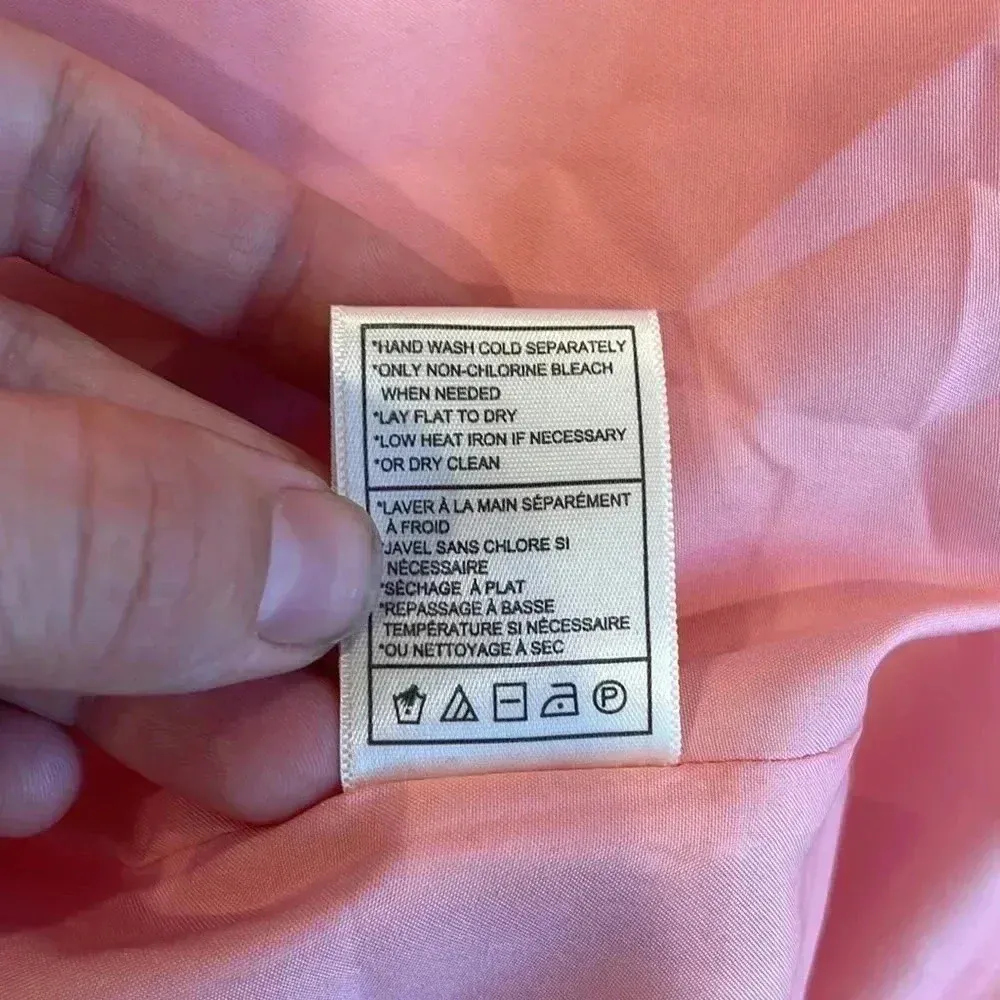 *HAND WASH COLD SEPARATELY
*ONLY NON-CHLORINE BLEACH
WHEN NEEDED
*LAY FLAT TO DRY
*LOW HEAT IRON IF NECESSARY
*OR DRY CLEAN
*LAVER À LA MAIN SÉPARÉMENT
À FROID
*JAVEL SANS CHLORE SI
NÉCESSAIRE
*SÉCHAGE À PLAT
*REPASSAGE À BASSE
TEMPÉRATURE SI NÉCESSAIRE
*OU NETTOYAGE À SEC
P